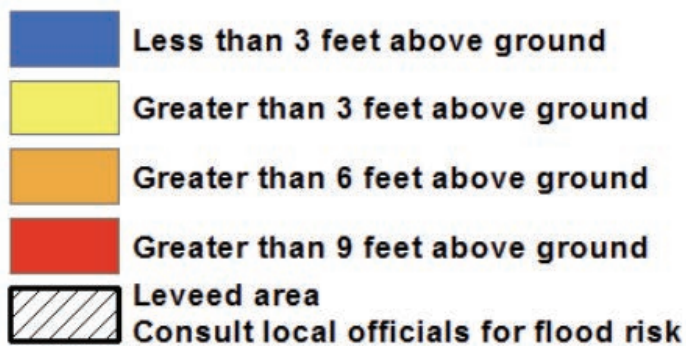 Less than 3 feet above ground
Greater than 3 feet above ground
Greater than 6 feet above ground
Greater than 9 feet above ground
Leveed area
Consult local officials for flood risk